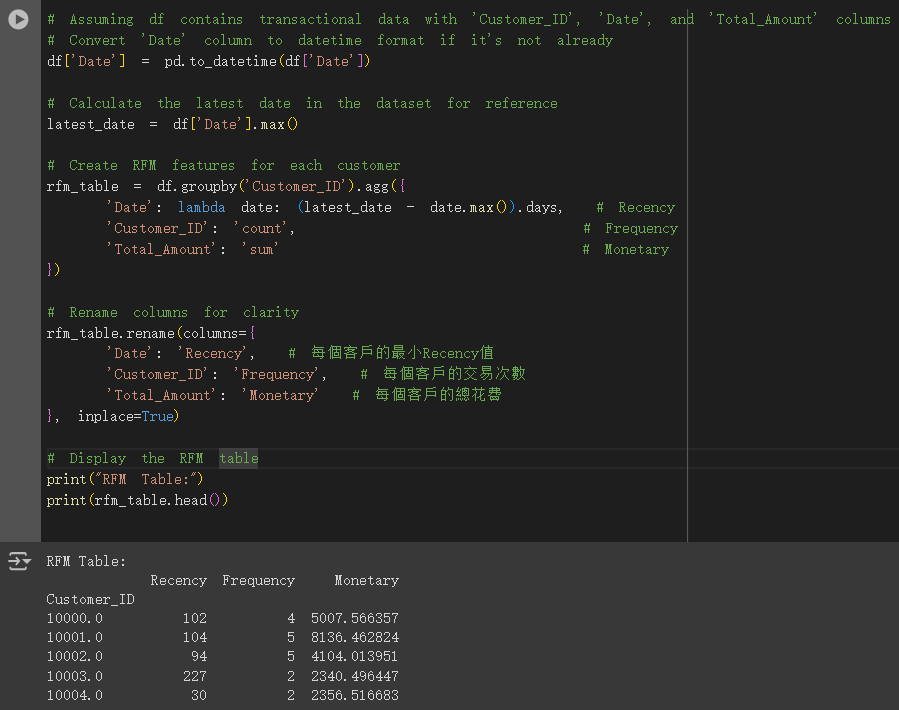 # Assuming df contains transactional data with 'Customer_ID', 'Date', and 'Total_Amount' columns
# Convert 'Date' column to datetime format if it's not already
df['Date'] = pd.to_datetime(df['Date'])
# Calculate the latest date in the dataset for reference
latest_date = df['Date'].max()
# Create RFM features for each customer
rfm_table = df.groupby('Customer_ID').agg({
'Date': lambda date: (latest_date - date.max()).days, # Recency
'Customer_ID': 'count', # Frequency
'Total_Amount': 'sum' # Monetary
})
# Rename columns for clarity
rfm_table.rename(columns={
'Date': 'Recency', # 每個客戶的最小Recency值
'Customer_ID': 'Frequency', # 每個客戶的交易次數
'Total_Amount': 'Monetary' # 每個客戶的總花費
}, inplace=True)
# Display the RFM table
print("RFM Table:")
print(rfm_table.head())
RFM Table:
Recency Frequency Monetary
Customer_ID
10000.0 102 4 5007.566357
10001.0 104 5 8136.462824
10002.0 94 5 4104.013951
10003.0 227 2 2340.496447
10004.0 30 2 2356.516683